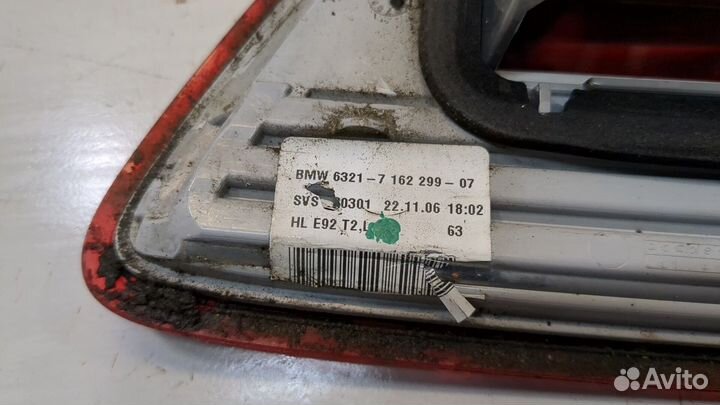 BMW 6321-7 162 299-07
SVS 0301 22.11.06 18:02
HL E92 T2,L 63
Avito